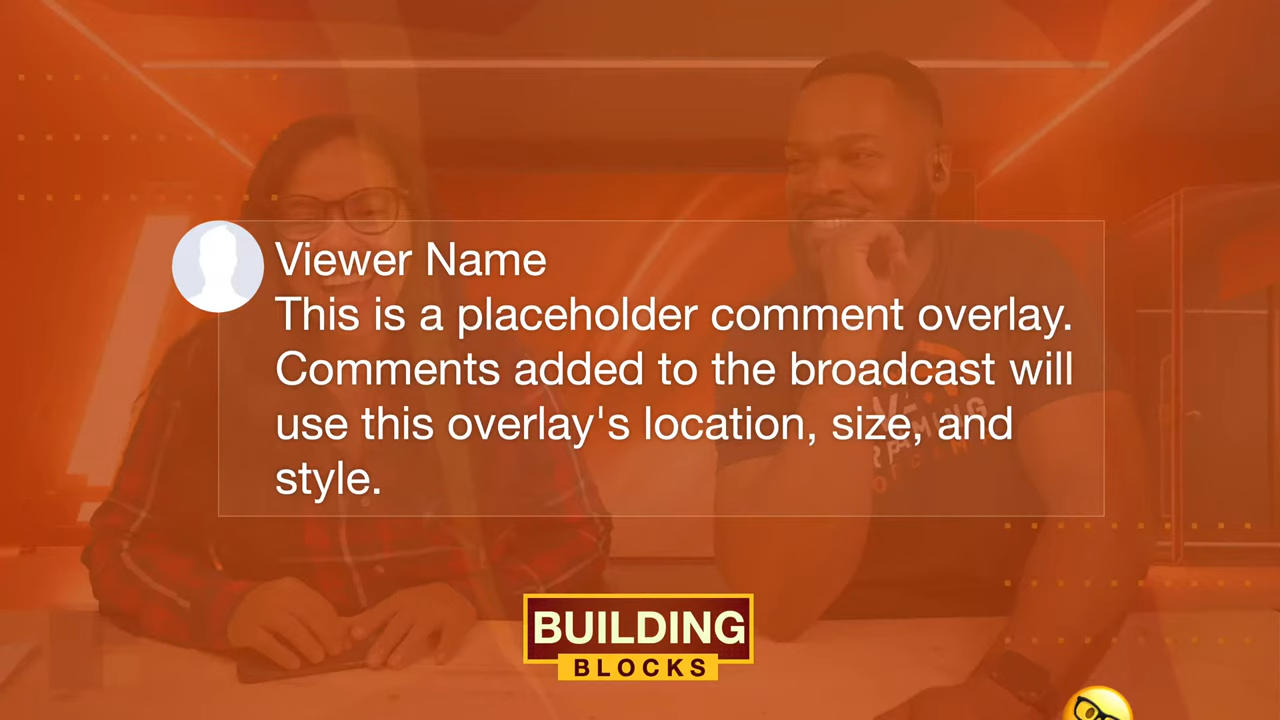 Viewer Name
This is a placeholder comment overlay.
Comments added to the broadcast will
use this overlay's location, size, and
style.
BUILDING
BLOCKS